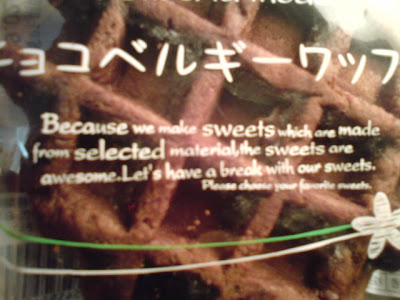 チョコベルギーワッフ
Because we make sweets which are made
from selected material,the sweets are
awesome.Let's have a break with our sweets.
Please choose your favorite sweets.